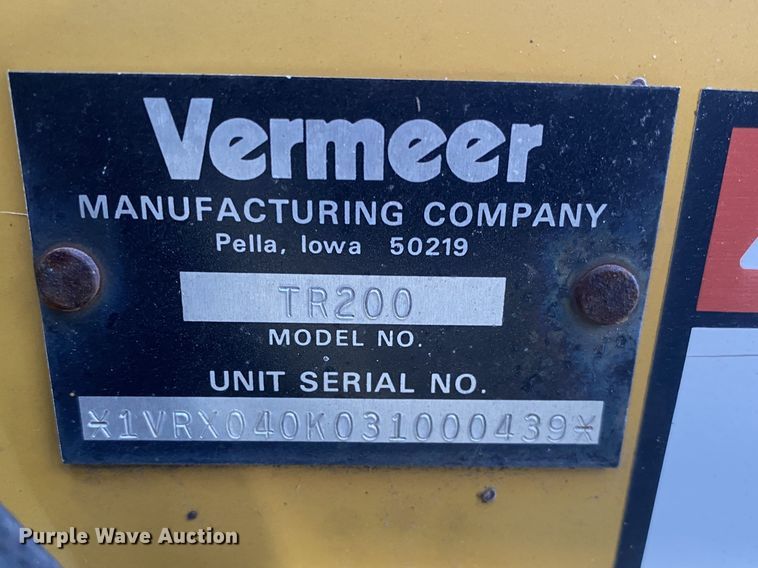 Vermeer
MANUFACTURING COMPANY
Pella, Iowa 50219
TR200
MODEL NO.
UNIT SERIAL NO.
*1VRX040K031000439*
Purple Wave Auction